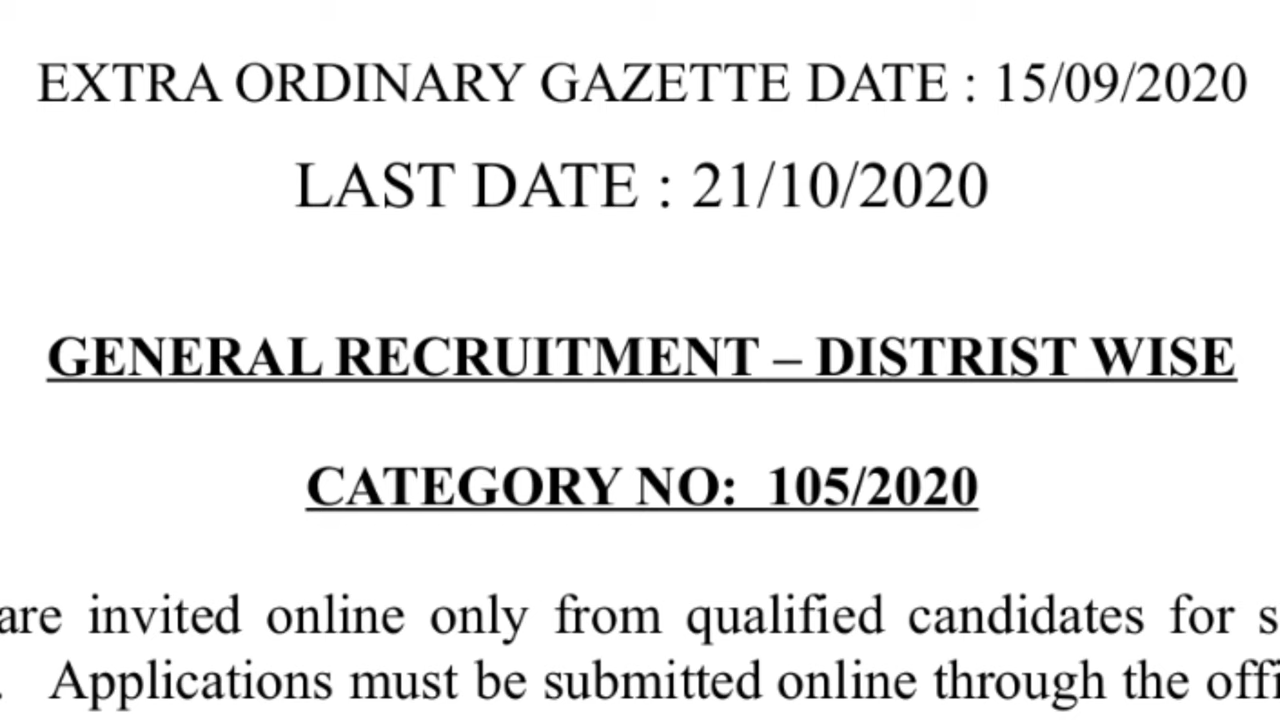 EXTRA ORDINARY GAZETTE DATE : 15/09/2020
LAST DATE : 21/10/2020
GENERAL RECRUITMENT – DISTRIST WISE
CATEGORY NO: 105/2020
are invited online only from qualified candidates for
. Applications must be submitted online through the